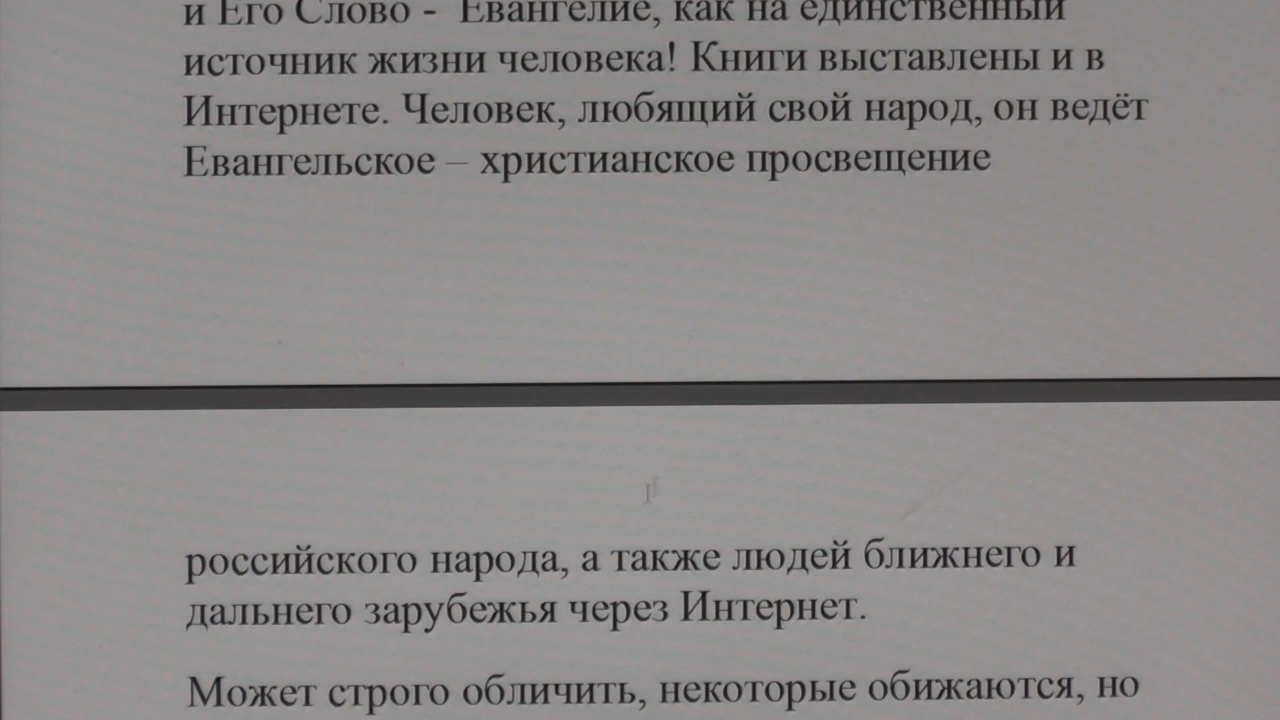 и Его Слово -  Евангелие, как на единственный
источник жизни человека! Книги выставлены и в
Интернете. Человек, любящий свой народ, он ведёт
Евангельское – христианское просвещение
российского народа, а также людей ближнего и
дальнего зарубежья через Интернет.
Может строго обличить, некоторые обижаются, но